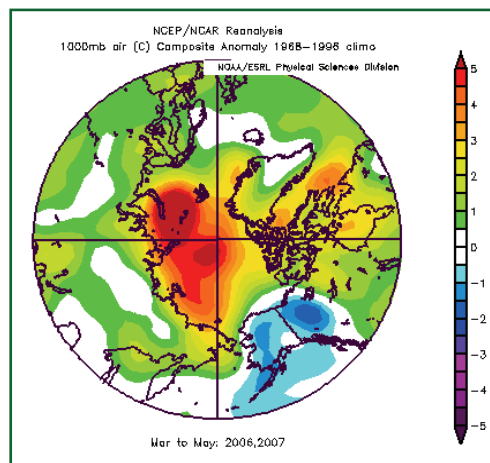 NCEP/NCAR Reanalysis
1000mb air (C) Composite Anomaly 1968-1996 climo
NOAA/ESRL Physical Sciences Division
5
4
3
2
1
0
-1
-2
-3
-4
-5
Mar to May: 2006,2007